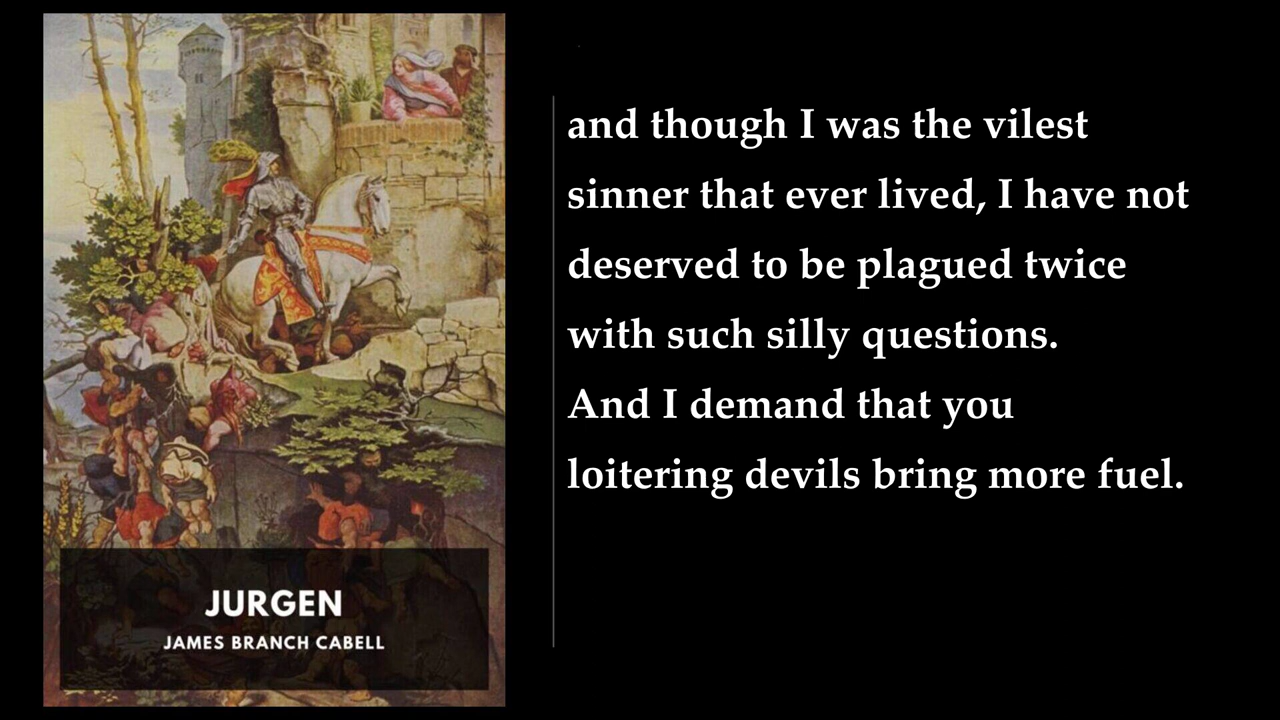 and though I was the vilest
sinner that ever lived, I have not
deserved to be plagued twice
with such silly questions.
And I demand that you
loitering devils bring more fuel.
JURGEN
JAMES BRANCH CABELL